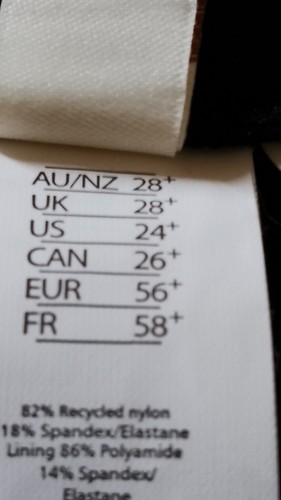 AU/NZ 28+
UK 28+
US 24+
CAN 26+
EUR 56+
FR 58+
82% Recycled nylon
18% Spandex/Elastane
Lining 86% Polyamide
14% Spandex/
Elastane